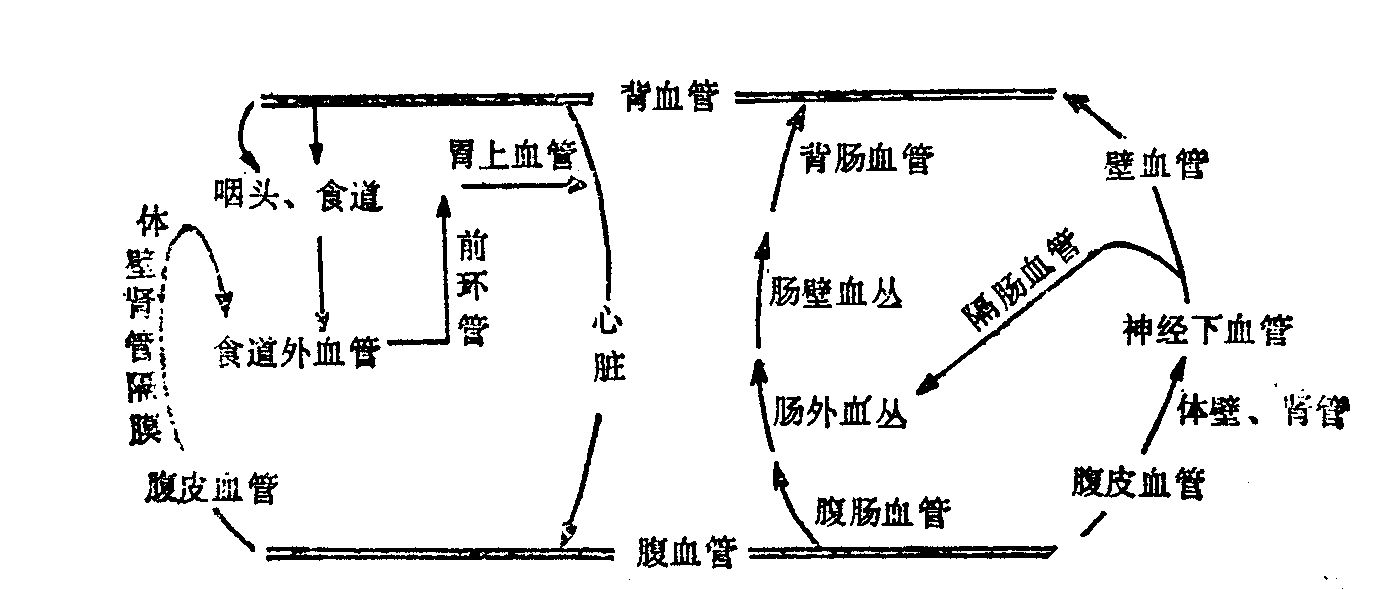 背血管
胃上血管
背肠血管
壁血管
咽头、食道
体壁肾管隔膜
前环管
隔肠血管
肠壁血丛
心脏
神经下血管
食道外血管
肠外血丛
体壁、肾管
腹皮血管
腹皮血管
腹肠血管
腹血管